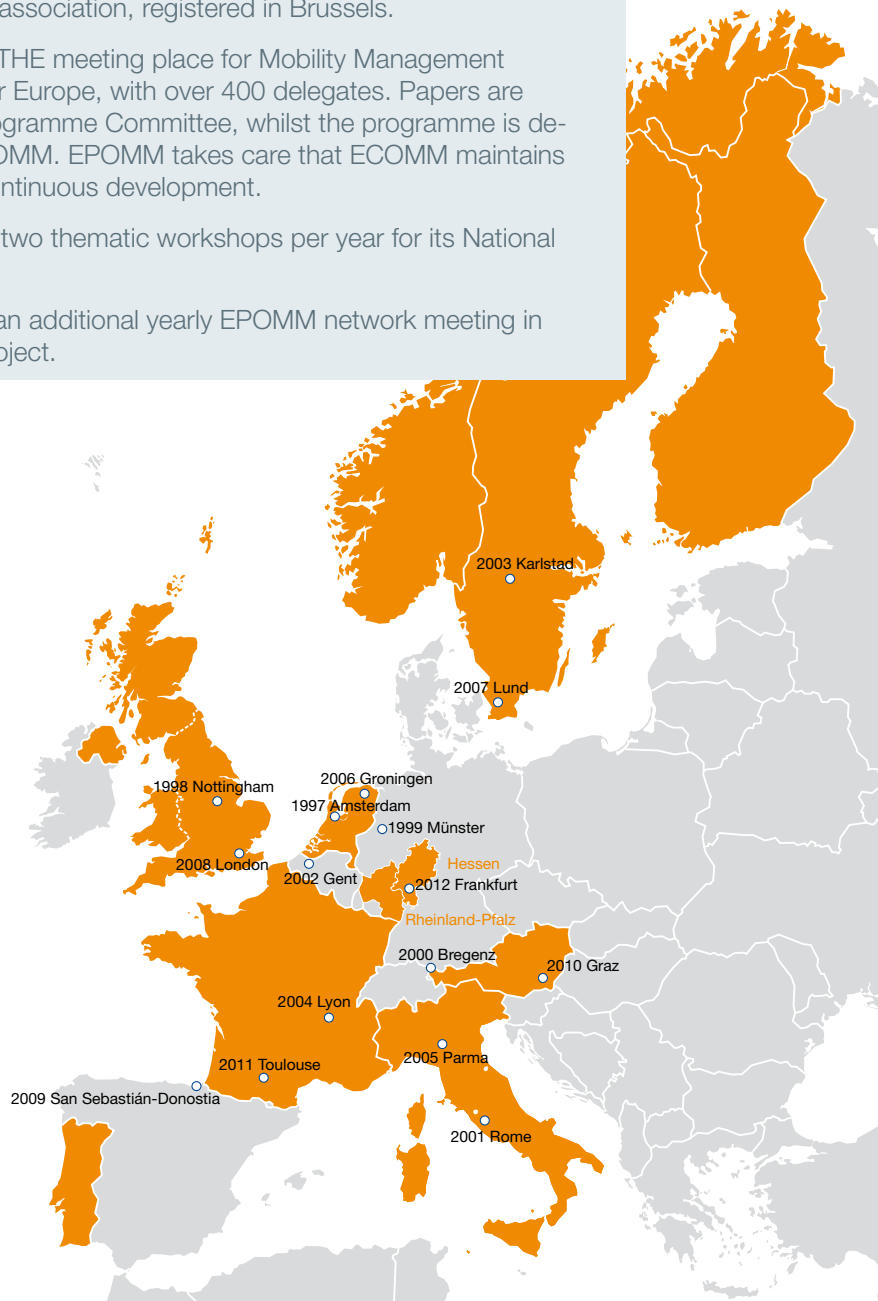 association, registered in Brussels.
THE meeting place for Mobility Management
r Europe, with over 400 delegates. Papers are
ogramme Committee, whilst the programme is de-
OMM. EPOMM takes care that ECOMM maintains
ntinuous development.
two thematic workshops per year for its National
an additional yearly EPOMM network meeting in
oject.
2003 Karlstad
2007 Lund
2006 Groningen
1998 Nottingham
1997 Amsterdam
1999 Münster
2008 London
Hessen
2002 Gent
2012 Frankfurt
Rheinland-Pfalz
2000 Bregenz
2010 Graz
2004 Lyon
2005 Parma
2011 Toulouse
2009 San Sebastián-Donostia
2001 Rome